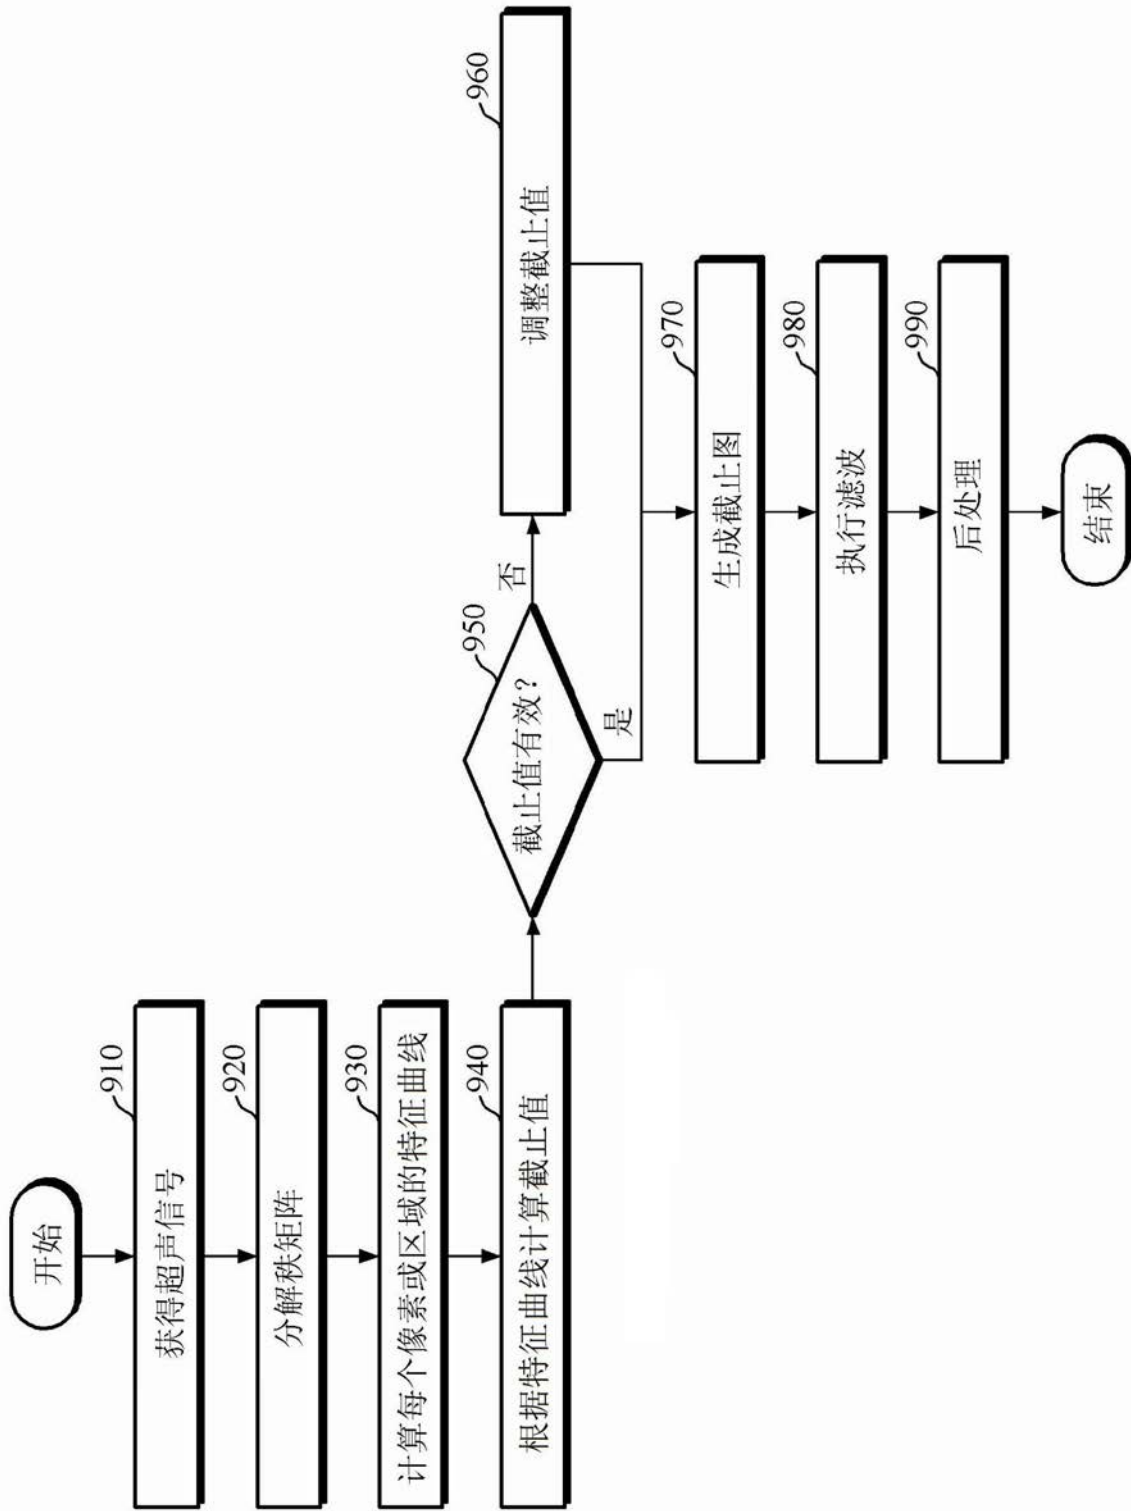 开始
910
获得超声信号
920
分解秩矩阵
930
计算每个像素或区域的特征曲线
940
根据特征曲线计算截止值
950
截止值有效？
否
是
960
调整截止值
970
生成截止图
980
执行滤波
990
后处理
结束